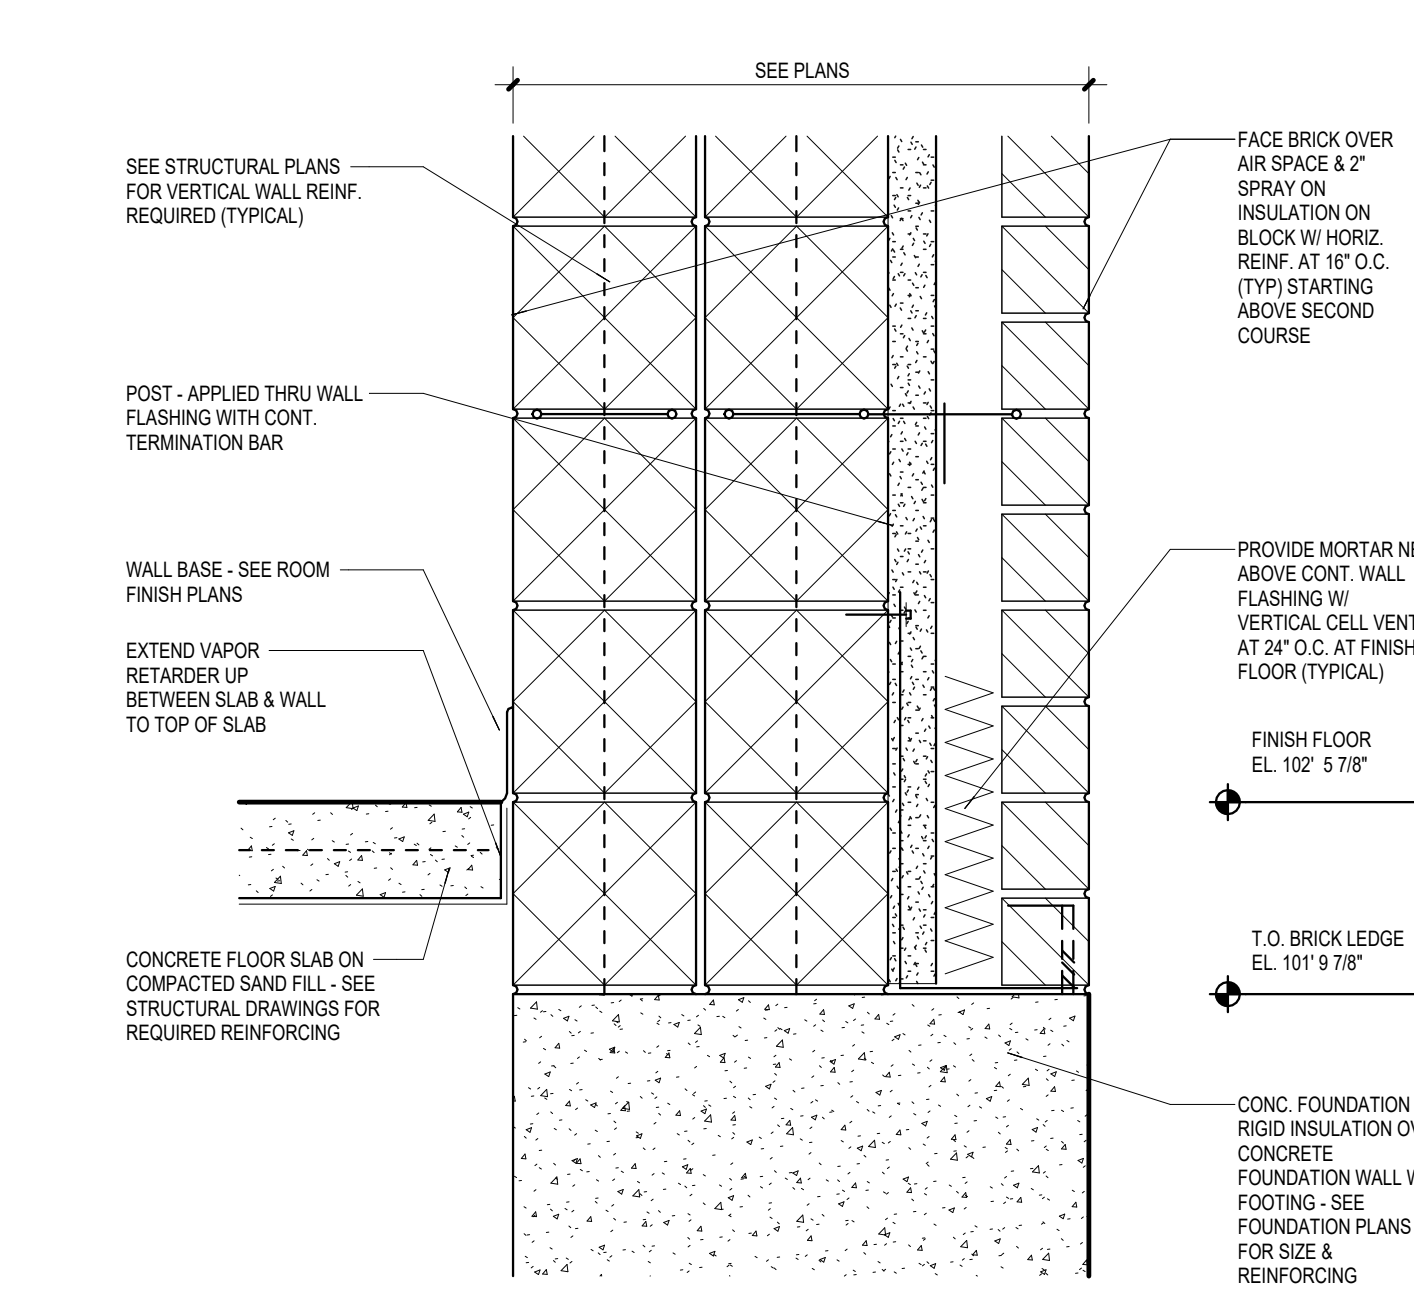 SEE PLANS
SEE STRUCTURAL PLANS
FOR VERTICAL WALL REINF.
REQUIRED (TYPICAL)
POST - APPLIED THRU WALL
FLASHING WITH CONT.
TERMINATION BAR
WALL BASE - SEE ROOM
FINISH PLANS
EXTEND VAPOR
RETARDER UP
BETWEEN SLAB & WALL
TO TOP OF SLAB
CONCRETE FLOOR SLAB ON
COMPACTED SAND FILL - SEE
STRUCTURAL DRAWINGS FOR
REQUIRED REINFORCING
FACE BRICK OVER
AIR SPACE & 2"
SPRAY ON
INSULATION ON
BLOCK W/ HORIZ.
REINF. AT 16" O.C.
(TYP) STARTING
ABOVE SECOND
COURSE
PROVIDE MORTAR
ABOVE CONT. WALL
FLASHING W/
VERTICAL CELL VENT
AT 24" O.C. AT FINISH
FLOOR (TYPICAL)
FINISH FLOOR
EL. 102' 5 7/8"
T.O. BRICK LEDGE
EL. 101' 9 7/8"
CONC. FOUNDATION
RIGID INSULATION
CONCRETE
FOUNDATION WALL
FOOTING - SEE
FOUNDATION PLANS
FOR SIZE &
REINFORCING